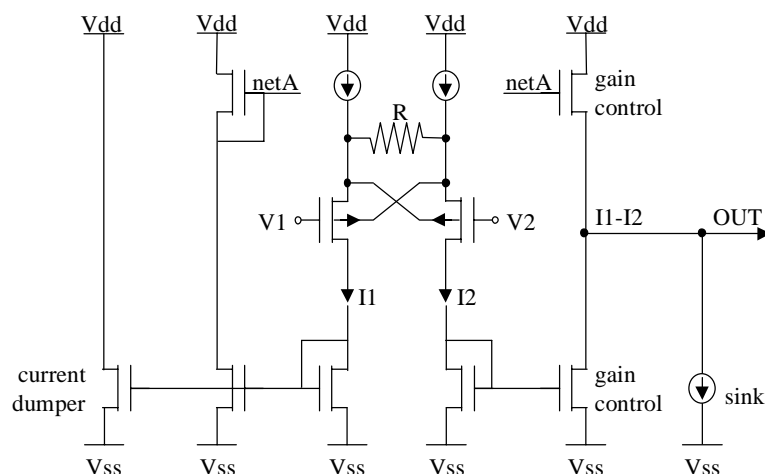 Vdd Vdd Vdd Vdd Vdd
netA netA gain
control
R
V1 V2 I1-I2 OUT
I1 I2
current
dumper
gain
control
sink
Vss Vss Vss Vss Vss Vss